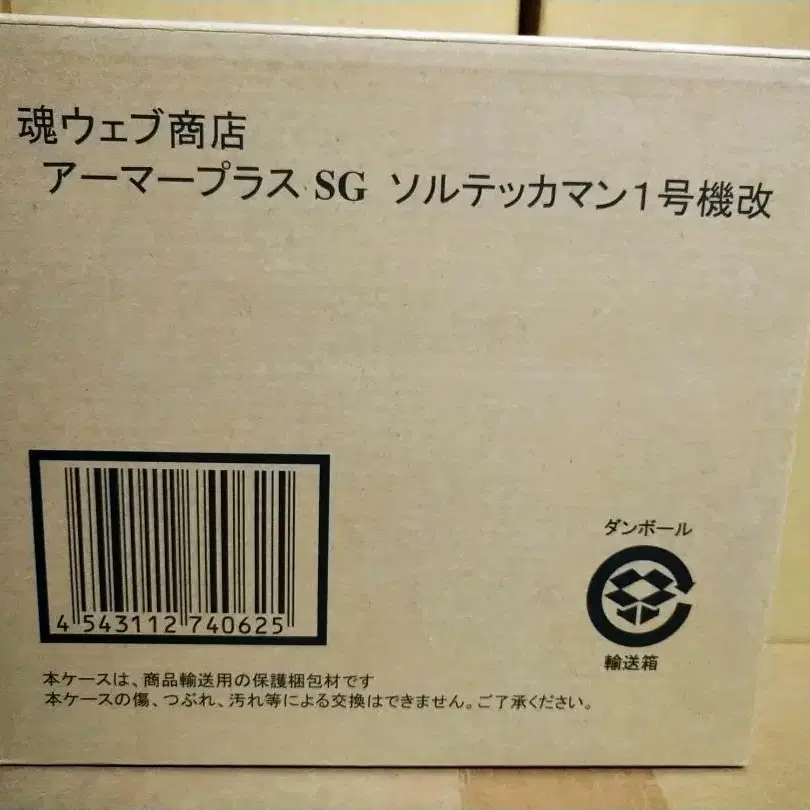 魂ウェブ商店
アーマープラス SG ソルテッカマン1号機改
4 543112 740625
ダンボール
輸送箱
本ケースは、商品輸送用の保護梱包材です
本ケースの傷、つぶれ、汚れ等による交換はできません。ご了承ください。